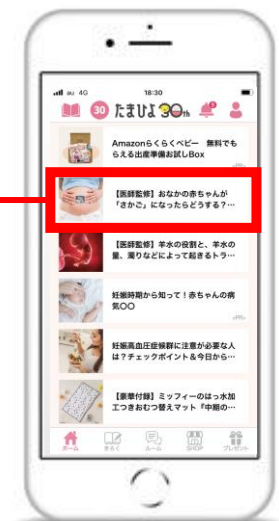 au 4G 18:30
30 たまひよ 30th
Amazonらくらくベビー 無料でも
らえる出産準備お試しBox
-PR-
【医師監修】おなかの赤ちゃんが
「さかご」になったらどうする？…
【医師監修】羊水の役割と、羊水の
量、濁りなどによって起きるトラ…
妊娠時期から知って！赤ちゃんの病
気〇〇
-PR-
妊娠高血圧症候群に注意が必要な人
は？チェックポイント＆今日から…
【豪華付録】ミッフィーのはっ水加
工つきおむつ替えマット「中期の…
ホーム きろく ルーム SHOP プレゼント